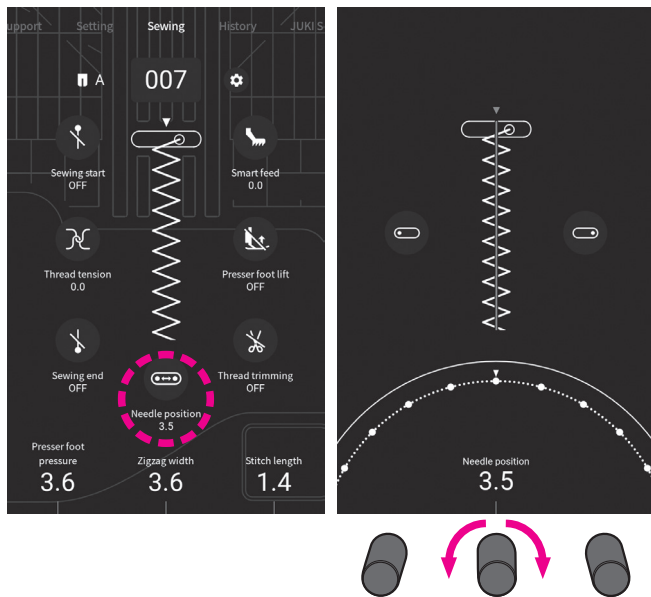 upport Setting Sewing History JUKI S
A 007
Sewing start
OFF
Smart feed
0.0
Thread tension
0.0
Presser foot lift
OFF
Sewing end
OFF
Thread trimming
OFF
Needle position
3.5
Presser foot
pressure
3.6
Zigzag width
3.6
Stitch length
1.4
Needle position
3.5